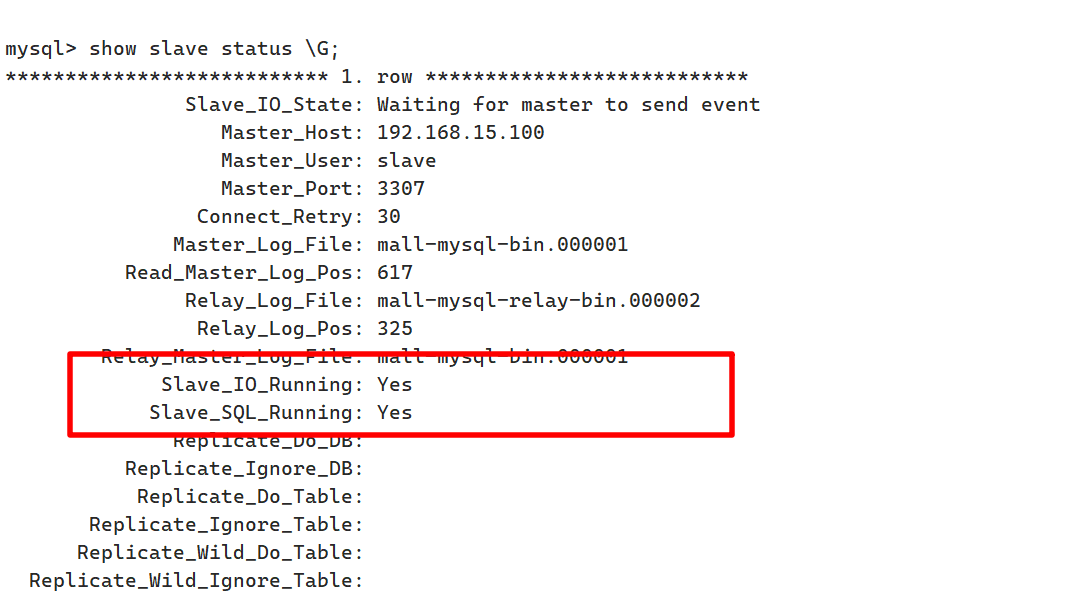 mysql> show slave status \G;
*************************** 1. row ***************************
Slave_IO_State: Waiting for master to send event
Master_Host: 192.168.15.100
Master_User: slave
Master_Port: 3307
Connect_Retry: 30
Master_Log_File: mall-mysql-bin.000001
Read_Master_Log_Pos: 617
Relay_Log_File: mall-mysql-relay-bin.000002
Relay_Log_Pos: 325
Relay_Master_Log_File: mall-mysql-bin.000001
Slave_IO_Running: Yes
Slave_SQL_Running: Yes
Replicate_Do_DB:
Replicate_Ignore_DB:
Replicate_Do_Table:
Replicate_Ignore_Table:
Replicate_Wild_Do_Table:
Replicate_Wild_Ignore_Table: